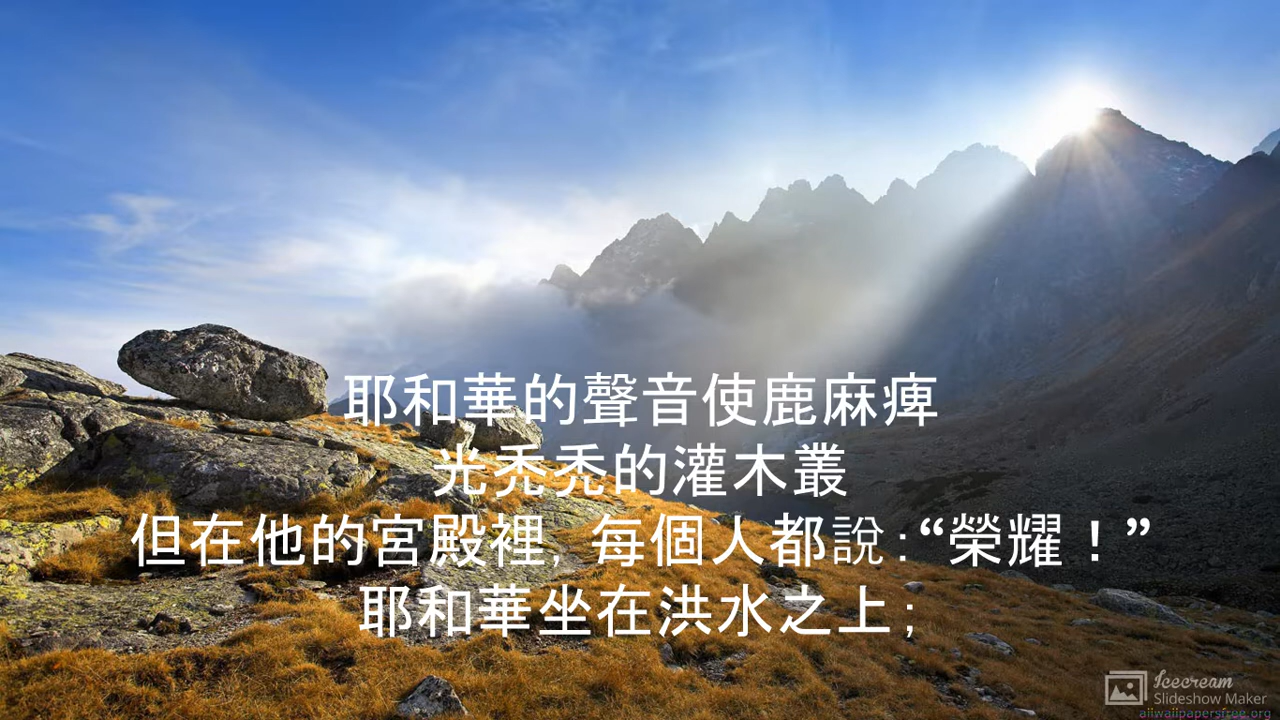 耶和華的聲音使鹿麻痺
光禿禿的灌木叢
但在他的宮殿裡, 每個人都說:“榮耀！”
耶和華坐在洪水之上;
Icecream
Slideshow Maker
allwallpapersfree.org